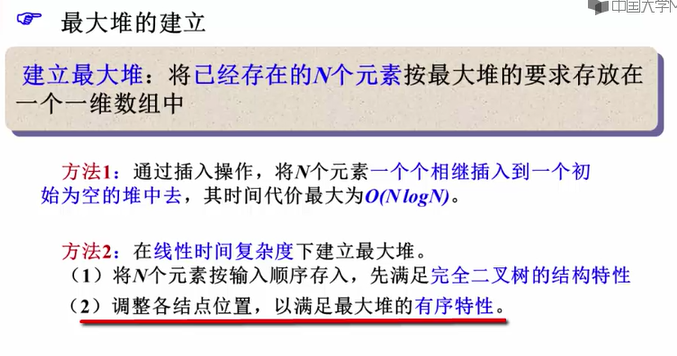 中国大学M
☞ 最大堆的建立
建立最大堆：将已经存在的N个元素按最大堆的要求存放在
一个一维数组中
方法1：通过插入操作，将N个元素一个个相继插入到一个初
始为空的堆中去，其时间代价最大为O(N logN)。
方法2：在线性时间复杂度下建立最大堆。
（1）将N个元素按输入顺序存入，先满足完全二叉树的结构特性
（2）调整各结点位置，以满足最大堆的有序特性。